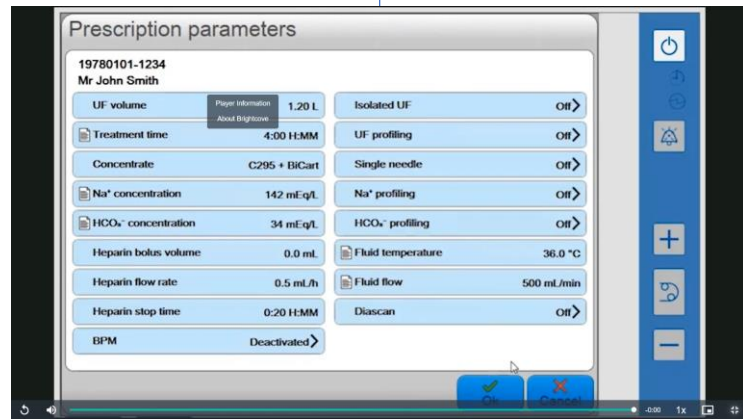 Prescription parameters
19780101-1234
Mr John Smith
UF volume 1.20 L
Player Information
About Brightcove
Treatment time 4:00 H:MM
Concentrate C295 + BiCart
Na⁺ concentration 142 mEq/L
HCO₃⁻ concentration 34 mEq/L
Heparin bolus volume 0.0 mL
Heparin flow rate 0.5 mL/h
Heparin stop time 0:20 H:MM
BPM Deactivated
Isolated UF Off
UF profiling Off
Single needle Off
Na⁺ profiling Off
HCO₃⁻ profiling Off
Fluid temperature 36.0 °C
Fluid flow 500 mL/min
Diascan Off
Ok Cancel
-0:00 1x